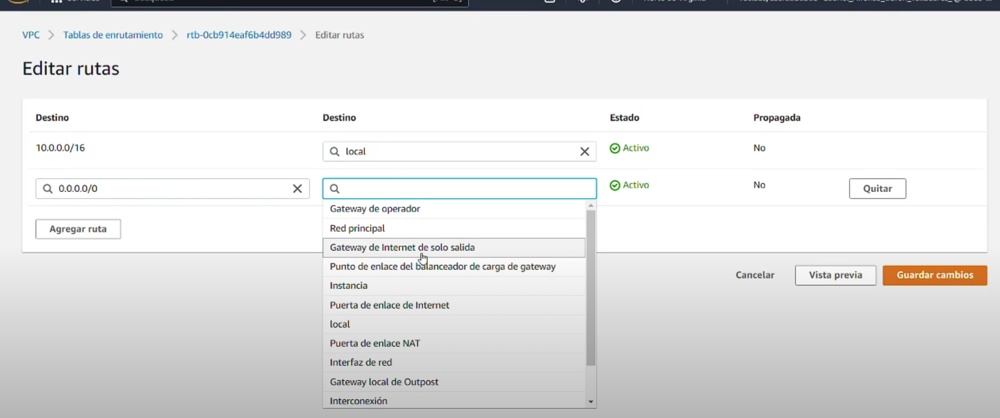 VPC > Tablas de enrutamiento > rtb-0cb914eaf6b4dd989 > Editar rutas
Editar rutas
Destino Destino Estado Propagada
10.0.0.0/16 local Activo No
0.0.0.0/0 Activo No Quitar
Gateway de operador
Agregar ruta
Red principal
Gateway de Internet de solo salida
Punto de enlace del balanceador de carga de gateway
Cancelar Vista previa Guardar cambios
Instancia
Puerta de enlace de Internet
local
Puerta de enlace NAT
Interfaz de red
Gateway local de Outpost
Interconexión